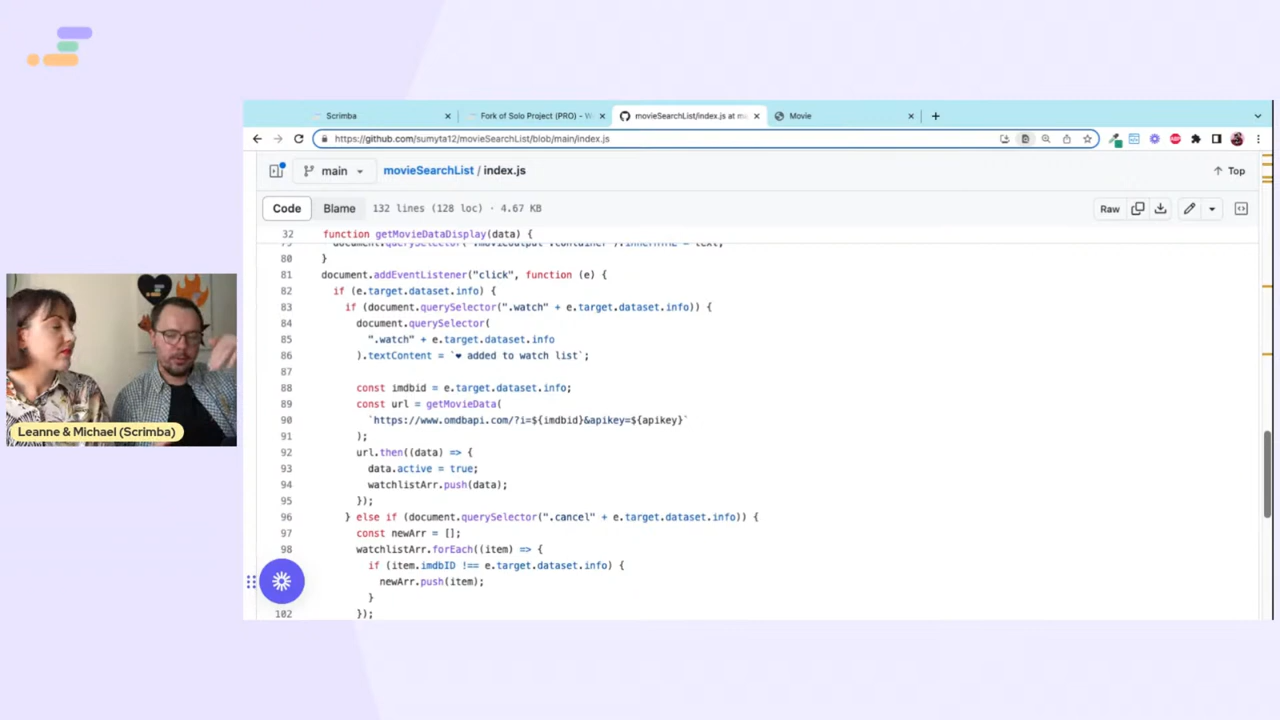 Scrimba
Fork of Solo Project (PRO) - W
movieSearchList/index.js at m
Movie
https://github.com/sumyta12/movieSearchList/blob/main/index.js
main
movieSearchList / index.js
Top
Code
Blame
132 lines (128 loc) · 4.67 KB
Raw
32 function getMovieDataDisplay(data) {
79 document.querySelector(".movieoutput .container").innerHTML = text;
80 }
81 document.addEventListener("click", function (e) {
82 if (e.target.dataset.info) {
83 if (document.querySelector(".watch" + e.target.dataset.info)) {
84 document.querySelector(
85 ".watch" + e.target.dataset.info
86 ).textContent = `♥ added to watch list`;
87
88 const imdbid = e.target.dataset.info;
89 const url = getMovieData(
90 `https://www.omdbapi.com/?i=${imdbid}&apikey=${apikey}`
91 );
92 url.then((data) => {
93 data.active = true;
94 watchlistArr.push(data);
95 });
96 } else if (document.querySelector(".cancel" + e.target.dataset.info)) {
97 const newArr = [];
98 watchlistArr.forEach((item) => {
if (item.imdbID !== e.target.dataset.info) {
newArr.push(item);
}
102 });
Leanne & Michael (Scrimba)